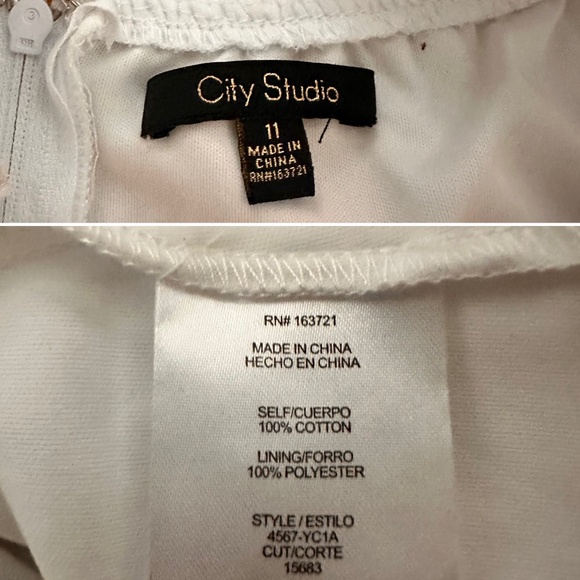 3
City Studio
11
MADE IN
CHINA
RN#163721
RN# 163721
MADE IN CHINA
HECHO EN CHINA
SELF/CUERPO
100% COTTON
LINING/FORRO
100% POLYESTER
STYLE / ESTILO
4567-YC1A
CUT/CORTE
15683